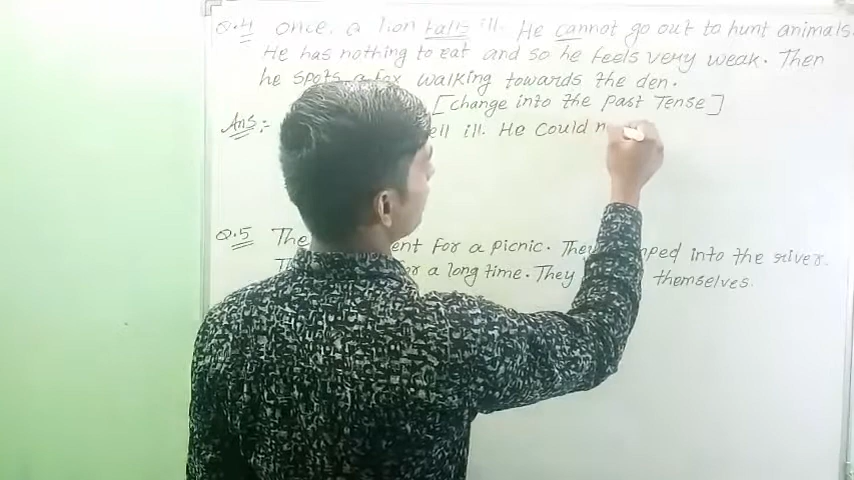 Q.4 Once, a lion falls ill. He cannot go out to hunt animals.
He has nothing to eat and so he feels very weak. Then
he spots a fox walking towards the den.
[Change into the Past Tense]
Ans:- ell ill. He Could n
Q.5 The ent for a picnic. They mped into the river.
for a long time. They themselves.